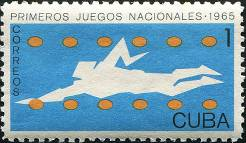 PRIMEROS JUEGOS NACIONALES · 1965
CORREOS
1
CUBA